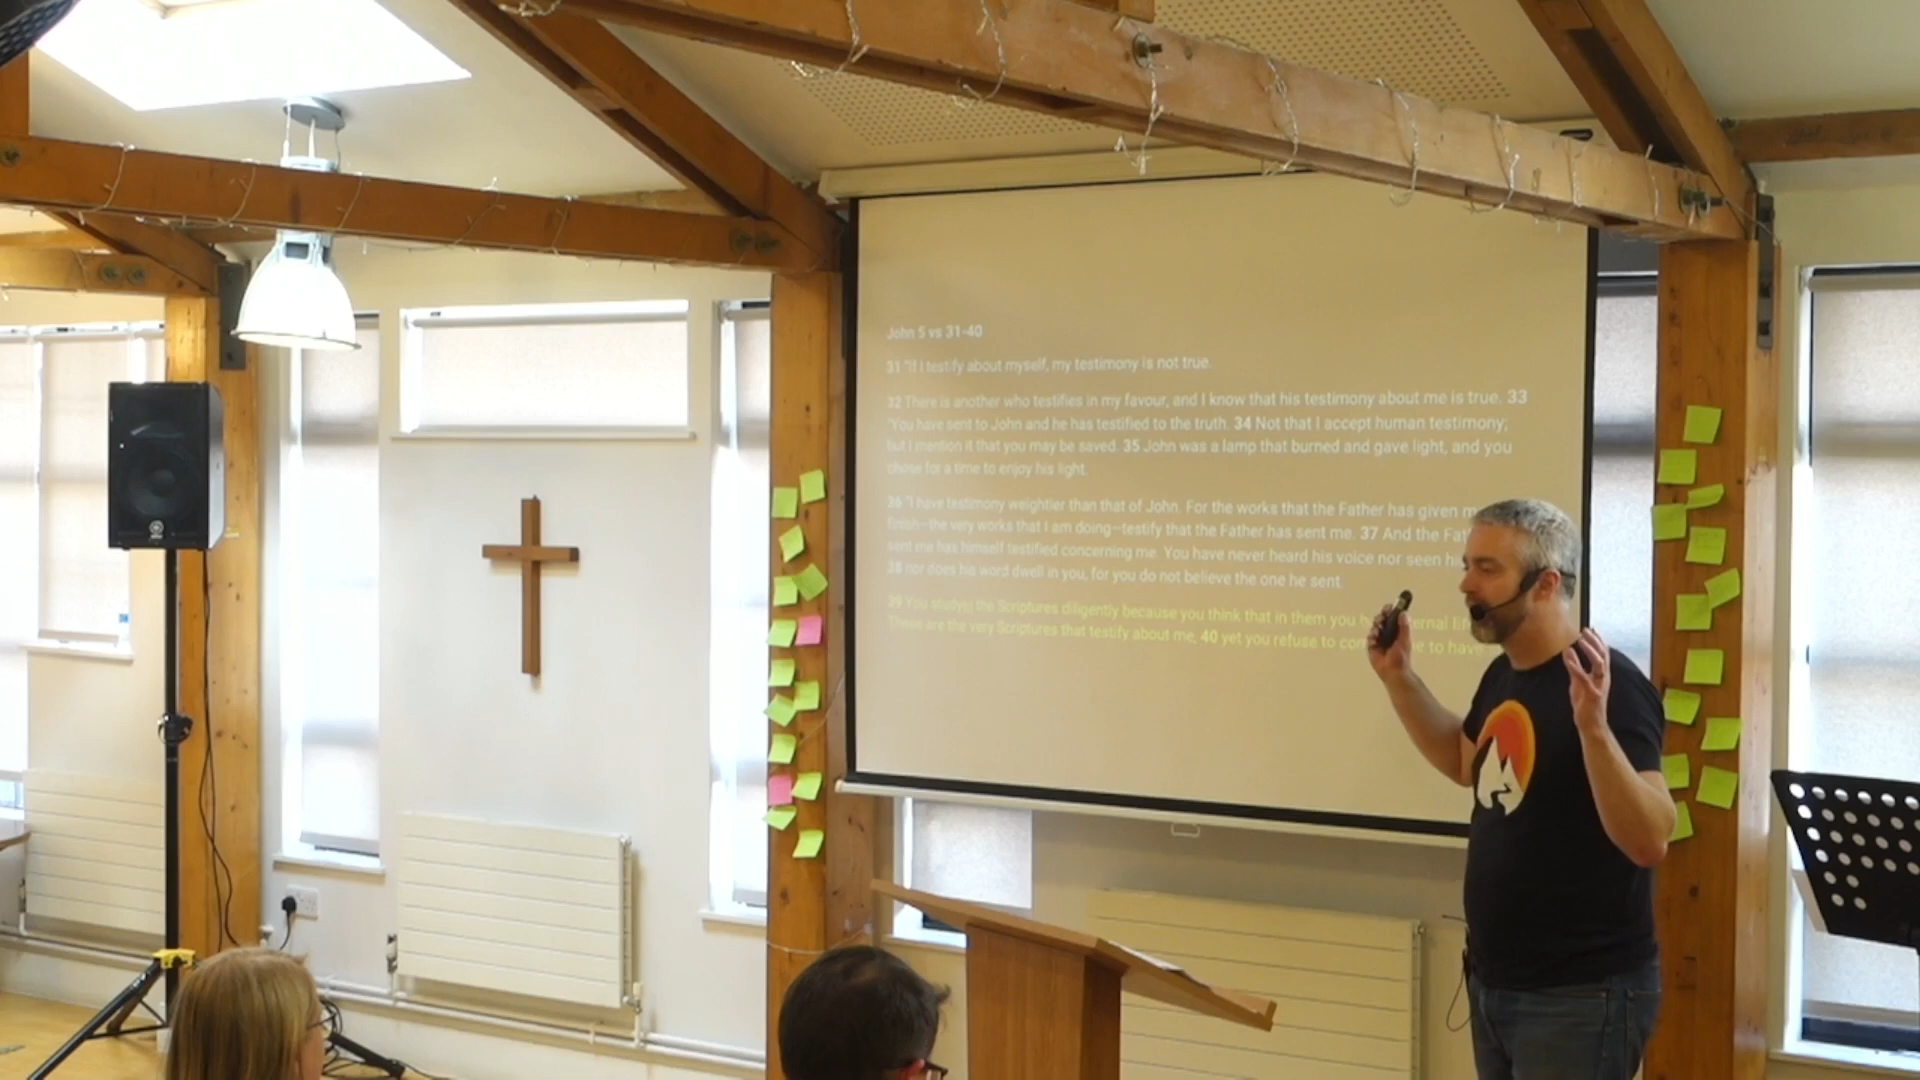 John 5 vs 31-40
31 "If I testify about myself, my testimony is not true.
32 There is another who testifies in my favour, and I know that his testimony about me is true. 33
"You have sent to John and he has testified to the truth. 34 Not that I accept human testimony;
but I mention it that you may be saved. 35 John was a lamp that burned and gave light, and you
chose for a time to enjoy his light.
36 "I have testimony weightier than that of John. For the works that the Father has given
finish—the very works that I am doing—testify that the Father has sent me. 37 And the
sent me has himself testified concerning me. You have never heard his voice nor seen
38 nor does his word dwell in you, for you do not believe the one he sent.
39 You study the Scriptures diligently because you think that in them you
These are the very Scriptures that testify about me, 40 yet you refuse to to have